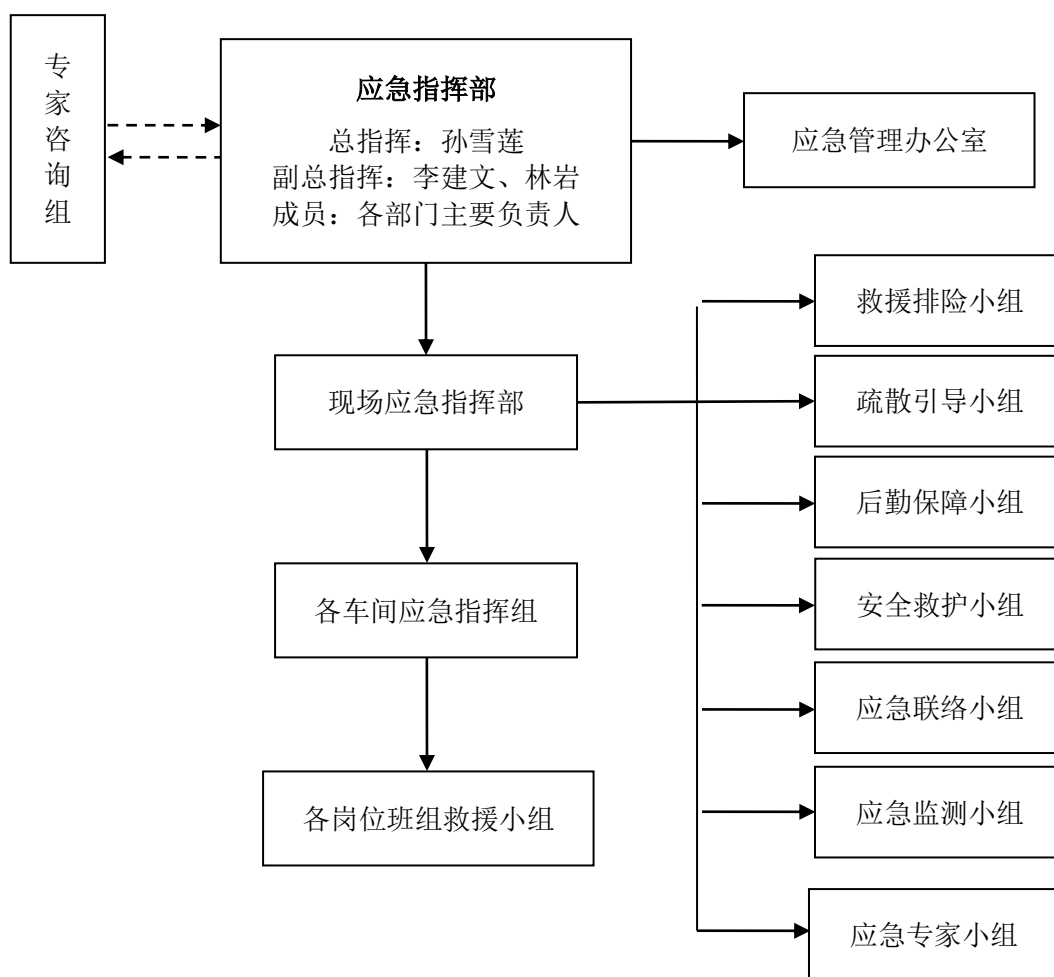 专家咨询组
应急指挥部
总指挥：孙雪莲
副总指挥：李建文、林岩
成员：各部门主要负责人
应急管理办公室
救援排险小组
现场应急指挥部
疏散引导小组
后勤保障小组
各车间应急指挥组
安全救护小组
应急联络小组
各岗位班组救援小组
应急监测小组
应急专家小组